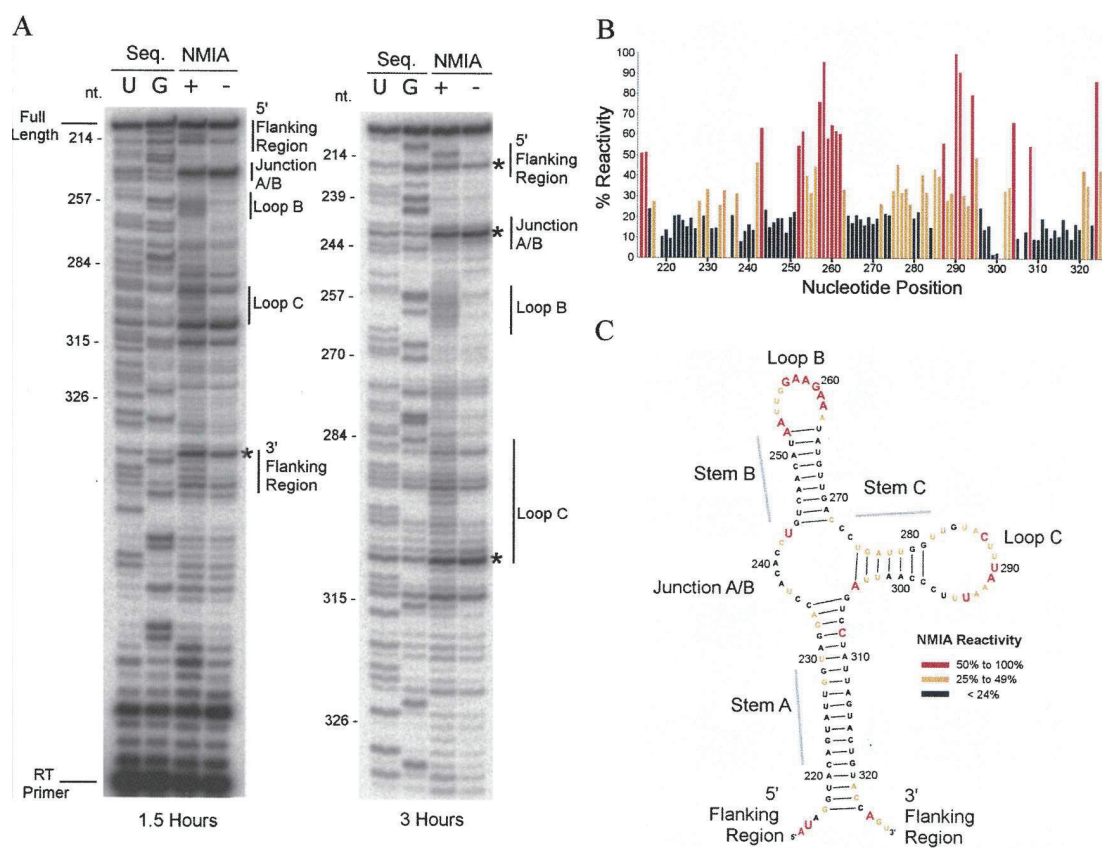 A
Seq. NMIA
U G + -
nt.
Full Length
214 -
257 -
284 -
315 -
326 -
RT Primer
5' Flanking Region
Junction A/B
Loop B
Loop C
* 3' Flanking Region
1.5 Hours
Seq. NMIA
U G + -
nt.
214 -
239 -
244 -
257 -
270 -
284 -
315 -
326 -
5' Flanking Region
*
* Junction A/B
Loop B
Loop C
*
3 Hours
B
% Reactivity
100
90
80
70
60
50
40
30
20
10
0
220 230 240 250 260 270 280 290 300 310 320
Nucleotide Position
C
Loop B
260
250
Stem B
270
Stem C
280
Loop C
290
300
240
Junction A/B
230
310
Stem A
220
320
5' Flanking Region
3' Flanking Region
NMIA Reactivity
50% to 100%
25% to 49%
< 24%